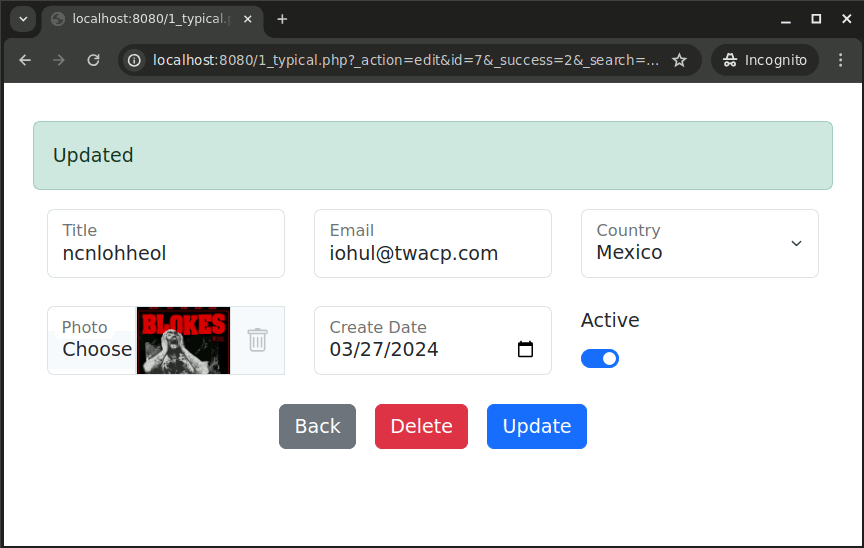 localhost:8080/1_typical.
localhost:8080/1_typical.php?_action=edit&id=7&_success=2&_search=...
Incognito
Updated
Title
ncnlohheol
Email
iohul@twacp.com
Country
Mexico
Photo
Choose
BLOKES
Create Date
03/27/2024
Active
Back
Delete
Update